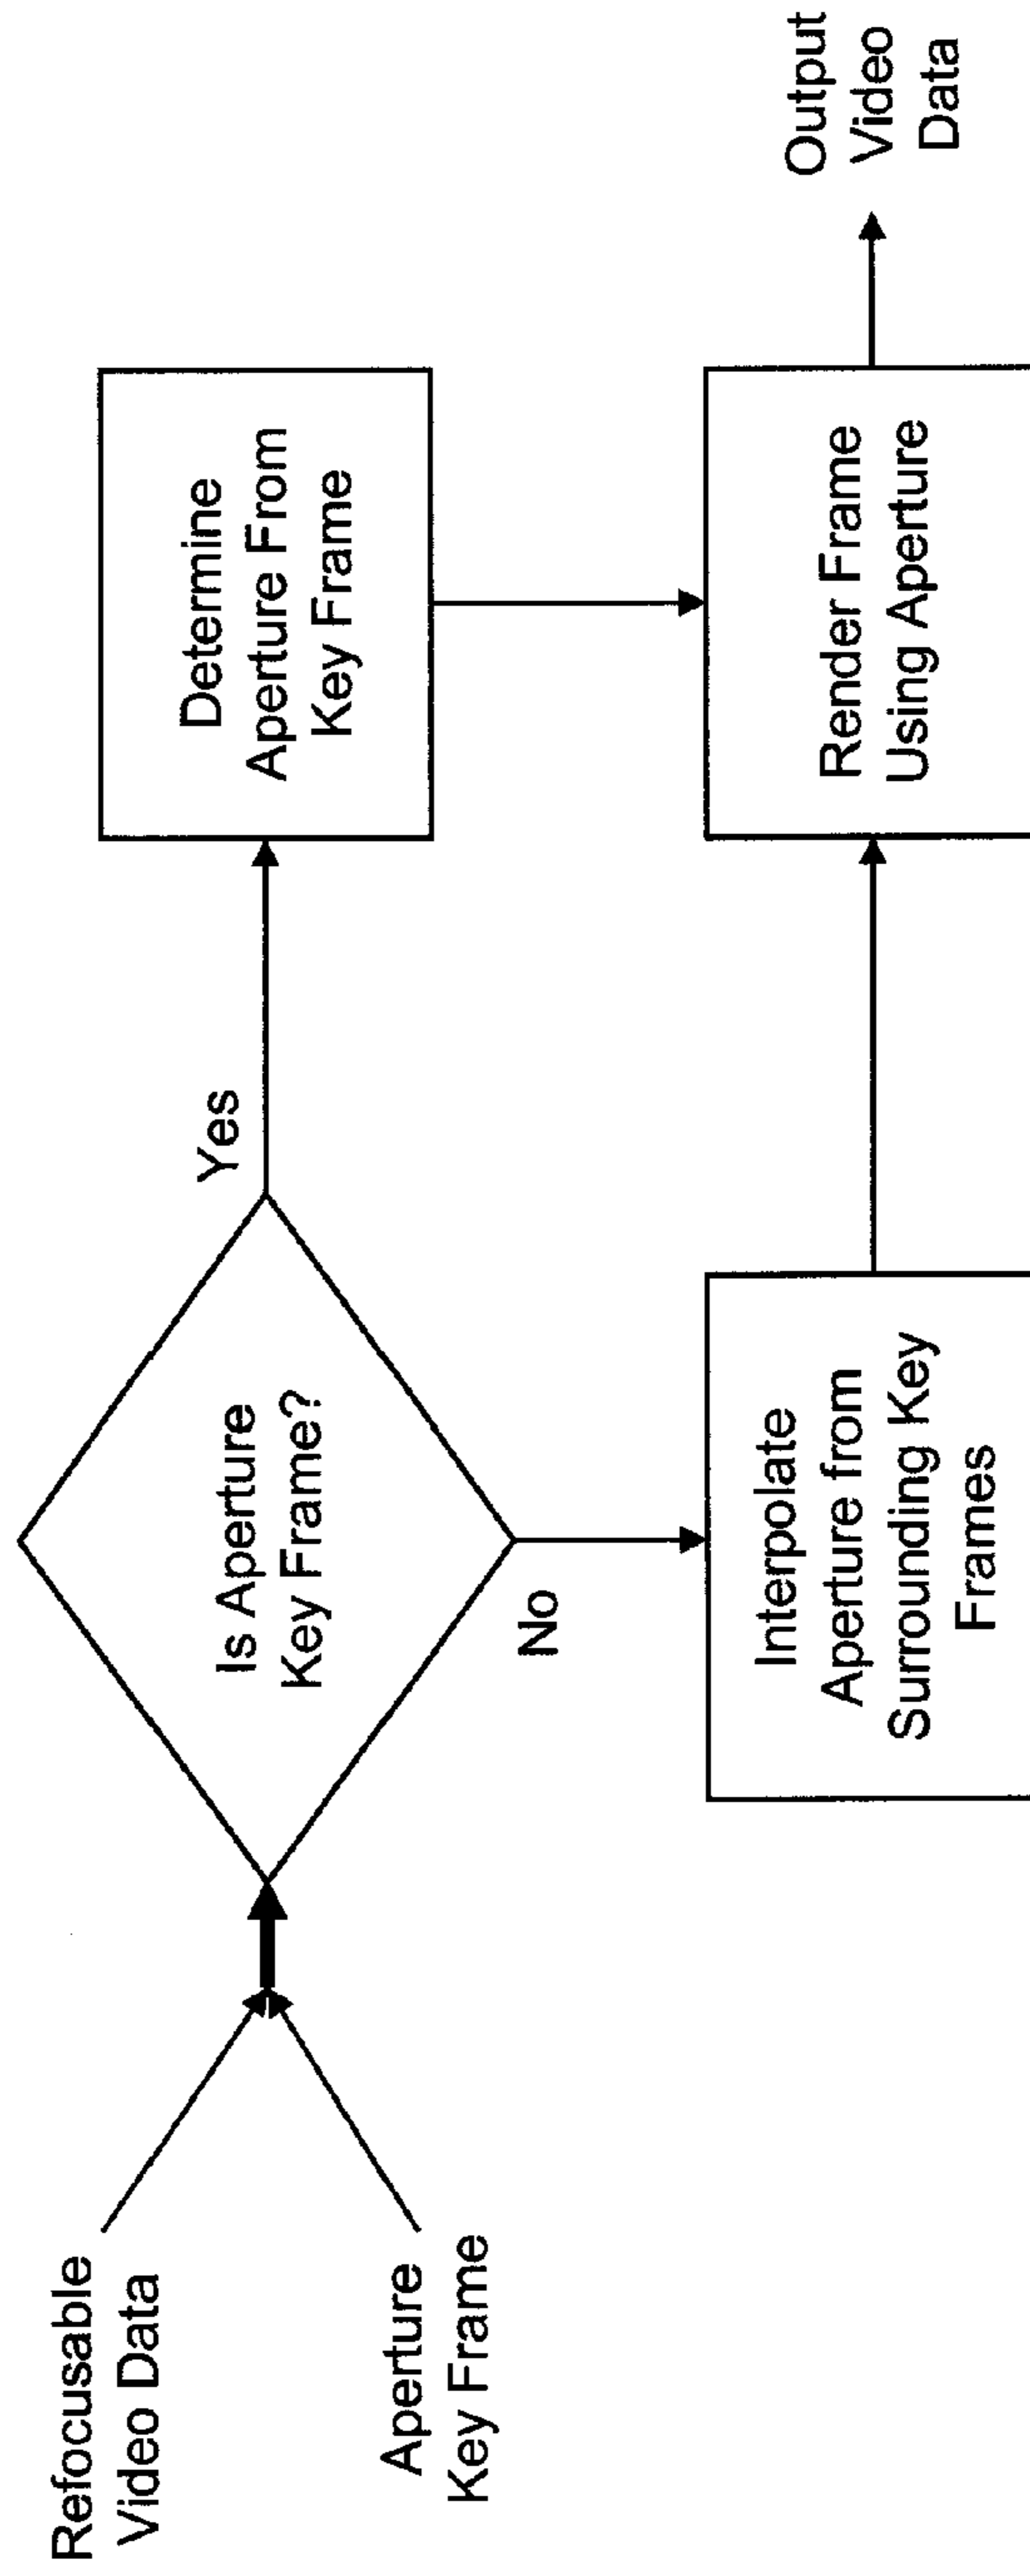 Refocusable
Video Data
Aperture
Key Frame
Is Aperture
Key Frame?
Yes
No
Determine
Aperture From
Key Frame
Interpolate
Aperture from
Surrounding Key
Frames
Render Frame
Using Aperture
Output
Video
Data